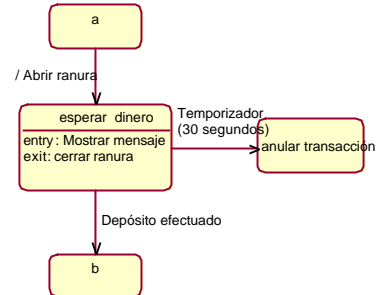 a
/ Abrir ranura
esperar dinero
entry: Mostrar mensaje
exit: cerrar ranura
Temporizador
(30 segundos)
anular transacción
Depósito efectuado
b